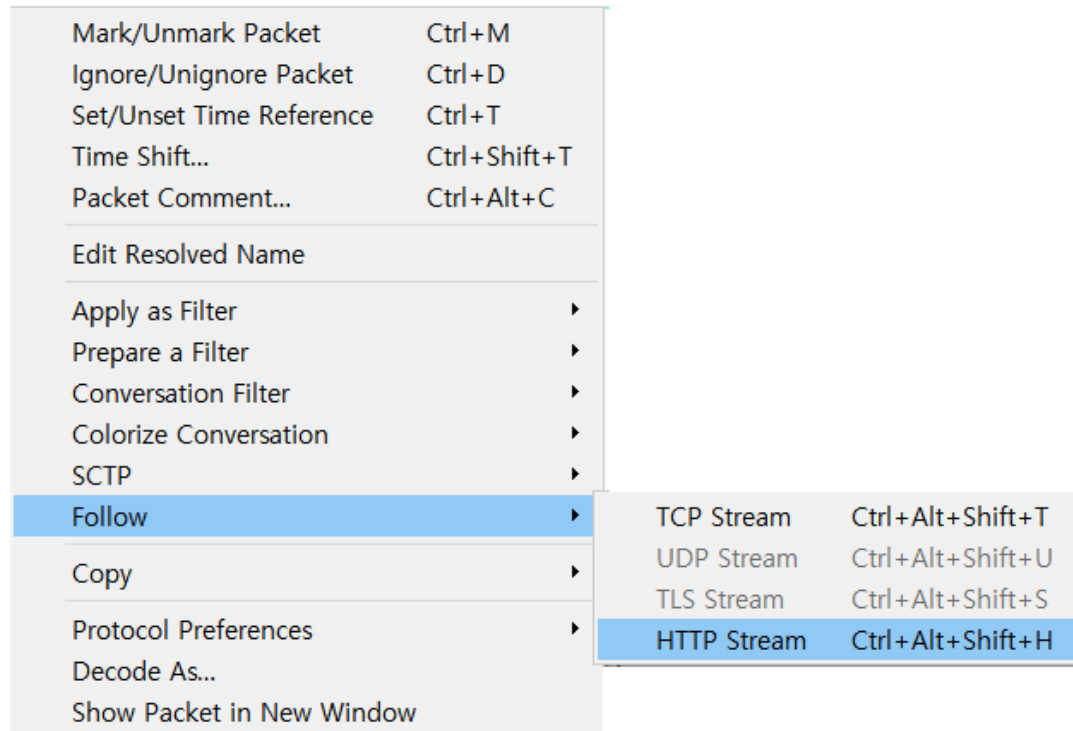 Mark/Unmark Packet Ctrl+M
Ignore/Unignore Packet Ctrl+D
Set/Unset Time Reference Ctrl+T
Time Shift... Ctrl+Shift+T
Packet Comment... Ctrl+Alt+C
Edit Resolved Name
Apply as Filter
Prepare a Filter
Conversation Filter
Colorize Conversation
SCTP
Follow
TCP Stream Ctrl+Alt+Shift+T
UDP Stream Ctrl+Alt+Shift+U
TLS Stream Ctrl+Alt+Shift+S
HTTP Stream Ctrl+Alt+Shift+H
Copy
Protocol Preferences
Decode As...
Show Packet in New Window